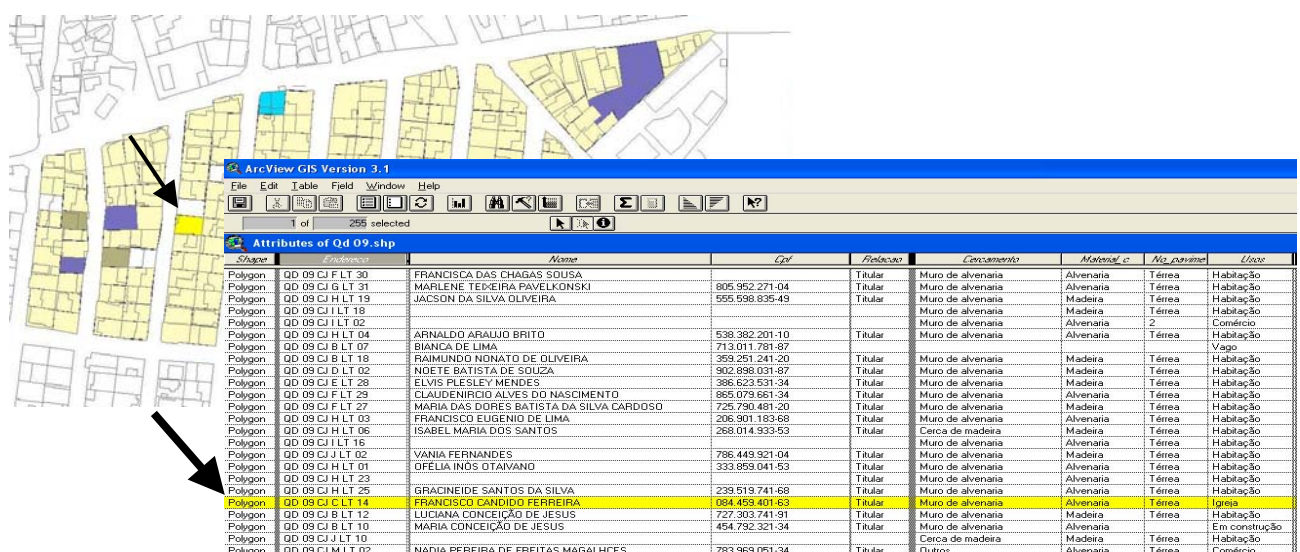 ArcView GIS Version 3.1
File Edit Table Field Window Help
1 of 255 selected
Attributes of Qd 09.shp
Shape Endereco Nome Cpf Relacao Cercamento Material_c No_pavime Usos
Polygon QD 09 CJ F LT 30 FRANCISCA DAS CHAGAS SOUSA Titular Muro de alvenaria Alvenaria Térrea Habitação
Polygon QD 09 CJ G LT 31 MARLENE TEIXEIRA PAVELKONSKI 805.952.271-04 Titular Muro de alvenaria Alvenaria Térrea Habitação
Polygon QD 09 CJ H LT 19 JACSON DA SILVA OLIVEIRA 555.598.835-49 Titular Muro de alvenaria Madeira Térrea Habitação
Polygon QD 09 CJ I LT 18 Muro de alvenaria Madeira Térrea Habitação
Polygon QD 09 CJ I LT 02 Muro de alvenaria Alvenaria 2 Comércio
Polygon QD 09 CJ H LT 04 ARNALDO ARAUJO BRITO 538.382.201-10 Titular Muro de alvenaria Alvenaria Térrea Habitação
Polygon QD 09 CJ B LT 07 BIANCA DE LIMA 713.011.781-87 Muro de alvenaria Vago
Polygon QD 09 CJ B LT 18 RAIMUNDO NONATO DE OLIVEIRA 359.251.241-20 Titular Muro de alvenaria Madeira Térrea Habitação
Polygon QD 09 CJ D LT 02 NOETE BATISTA DE SOUZA 902.898.031-87 Titular Muro de alvenaria Madeira Térrea Habitação
Polygon QD 09 CJ E LT 28 ELVIS PLESLEY MENDES 386.623.531-34 Titular Muro de alvenaria Madeira Térrea Habitação
Polygon QD 09 CJ F LT 29 CLAUDENIRCIO ALVES DO NASCIMENTO 865.079.661-34 Titular Muro de alvenaria Alvenaria Térrea Habitação
Polygon QD 09 CJ F LT 27 MARIA DAS DORES BATISTA DA SILVA CARDOSO 725.790.481-20 Titular Muro de alvenaria Madeira Térrea Habitação
Polygon QD 09 CJ H LT 03 FRANCISCO EUGENIO DE LIMA 206.901.183-68 Titular Muro de alvenaria Alvenaria Térrea Habitação
Polygon QD 09 CJ H LT 06 ISABEL MARIA DOS SANTOS 268.014.933-53 Titular Cerca de madeira Madeira Térrea Habitação
Polygon QD 09 CJ I LT 16 Muro de alvenaria Alvenaria Térrea Habitação
Polygon QD 09 CJ J LT 02 VANIA FERNANDES 786.449.921-04 Titular Muro de alvenaria Madeira Térrea Habitação
Polygon QD 09 CJ H LT 01 OFÉLIA INÓS OTAIVANO 333.859.041-53 Titular Muro de alvenaria Alvenaria Térrea Habitação
Polygon QD 09 CJ H LT 23 Muro de alvenaria Alvenaria Térrea Habitação
Polygon QD 09 CJ H LT 25 GRACINEIDE SANTOS DA SILVA 239.519.741-68 Titular Muro de alvenaria Alvenaria Térrea Habitação
Polygon QD 09 CJ C LT 14 FRANCISCO CANDIDO FERREIRA 084.459.401-63 Titular Muro de alvenaria Alvenaria Térrea Igreja
Polygon QD 09 CJ B LT 12 LUCIANA CONCEIÇÃO DE JESUS 727.303.741-91 Titular Muro de alvenaria Madeira Térrea Habitação
Polygon QD 09 CJ B LT 10 MARIA CONCEIÇÃO DE JESUS 454.792.321-34 Titular Muro de alvenaria Alvenaria Em construção
Polygon QD 09 CJ J LT 10 Cerca de madeira Madeira Térrea Habitação
Polygon QD 09 CJ M LT 02 NADIA PEREIRA DE FREITAS MAGALHCES 783.969.051-34 Titular Outros Alvenaria Térrea Comércio